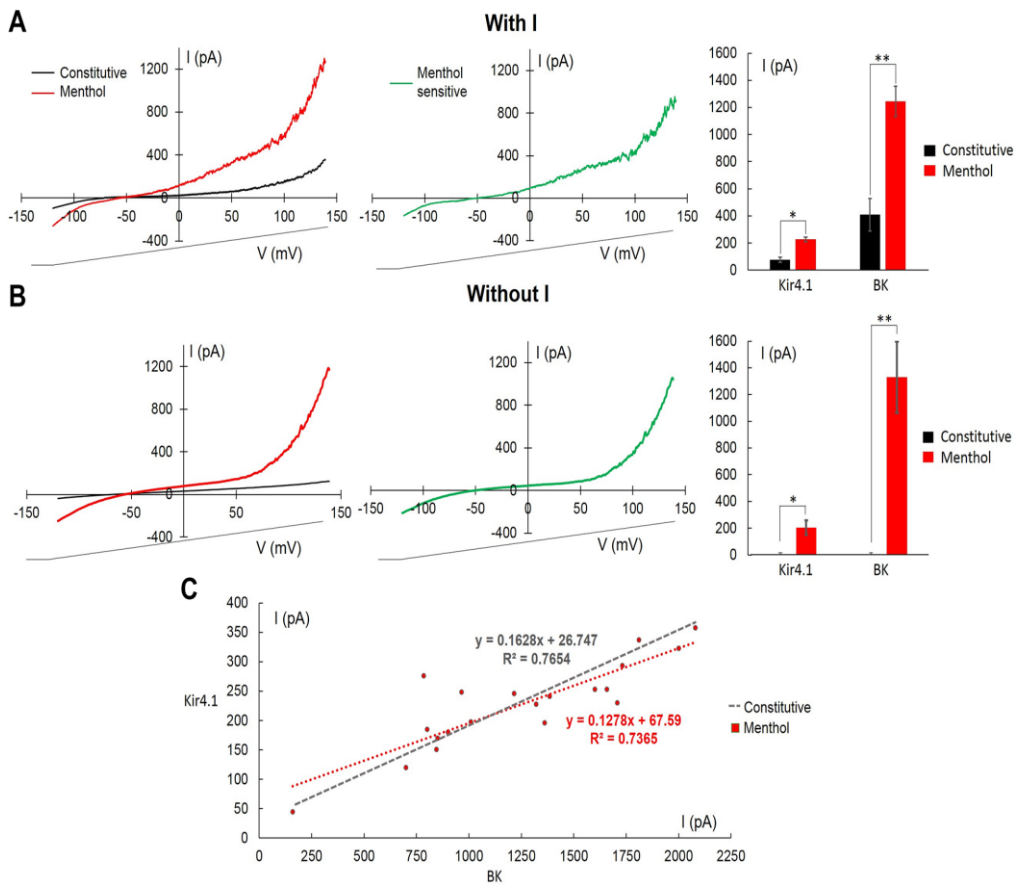 A
With I
I (pA)
Constitutive
Menthol
1200
800
400
0
-400
-150
-100
-50
0
50
100
150
V (mV)
Menthol
sensitive
I (pA)
1200
800
400
0
-400
-150
-100
-50
0
50
100
150
V (mV)
I (pA)
1600
1400
1200
1000
800
600
400
200
0
*
**
Kir4.1
BK
Constitutive
Menthol
B
Without I
I (pA)
1200
800
400
0
-400
-150
-50
50
150
V (mV)
I (pA)
1200
800
400
0
-400
-150
-100
-50
0
50
100
150
V (mV)
I (pA)
1600
1400
1200
1000
800
600
400
200
0
*
**
Kir4.1
BK
Constitutive
Menthol
C
I (pA)
400
350
300
250
200
150
100
50
0
Kir4.1
y = 0.1628x + 26.747
R² = 0.7654
y = 0.1278x + 67.59
R² = 0.7365
Constitutive
Menthol
I (pA)
0
250
500
750
1000
1250
1500
1750
2000
2250
BK